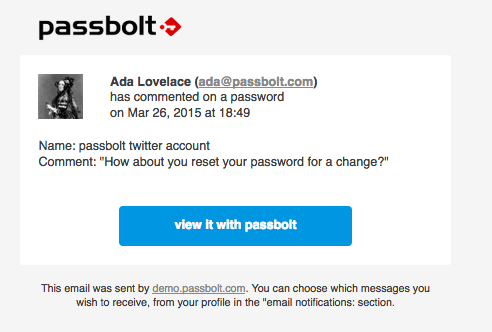 passbolt
Ada Lovelace (ada@passbolt.com)
has commented on a password
on Mar 26, 2015 at 18:49
Name: passbolt twitter account
Comment: "How about you reset your password for a change?"
view it with passbolt
This email was sent by demo.passbolt.com. You can choose which messages you
wish to receive, from your profile in the "email notifications: section.